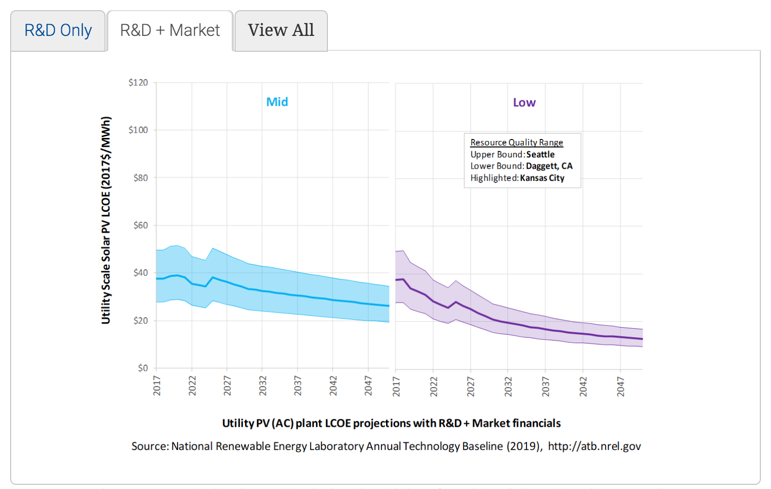 R&D Only
R&D + Market
View All
Mid
Low
Resource Quality Range
Upper Bound: Seattle
Lower Bound: Daggett, CA
Highlighted: Kansas City
Utility Scale Solar PV LCOE (2017$/MWh)
$120
$100
$80
$60
$40
$20
$0
2017
2022
2027
2032
2037
2042
2047
2017
2022
2027
2032
2037
2042
2047
Utility PV (AC) plant LCOE projections with R&D + Market financials
Source: National Renewable Energy Laboratory Annual Technology Baseline (2019), http://atb.nrel.gov